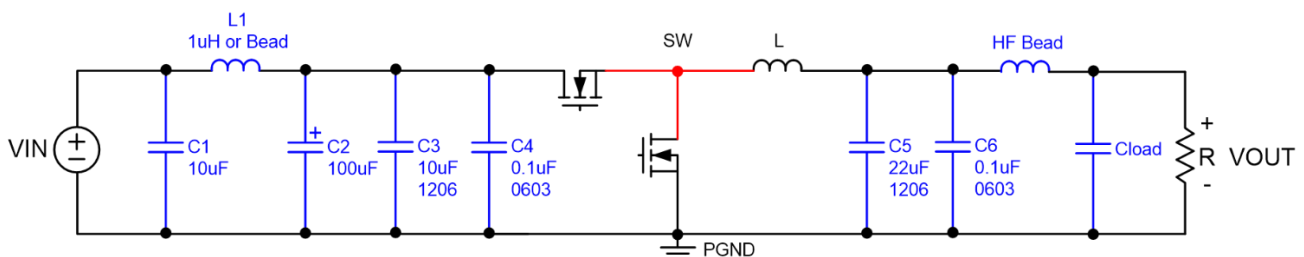 L1
1uH or Bead
SW
L
HF Bead
VIN
+
C1
10uF
+
C2
100uF
C3
10uF
1206
C4
0.1uF
0603
C5
22uF
1206
C6
0.1uF
0603
Cload
+
R
-
VOUT
PGND